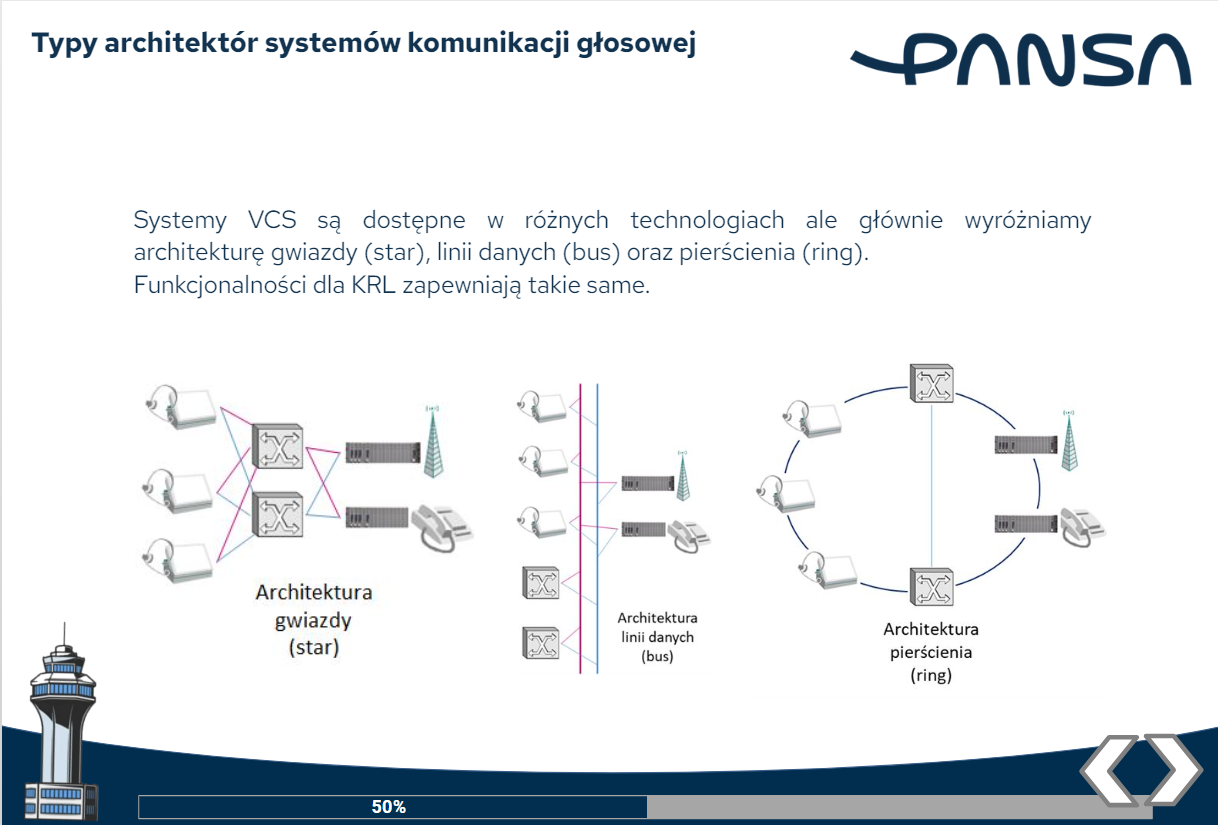 Typy architektór systemów komunikacji głosowej
PANSA
Systemy VCS są dostępne w różnych technologiach ale głównie wyróżniamy
architekturę gwiazdy (star), linii danych (bus) oraz pierścienia (ring).
Funkcjonalności dla KRL zapewniają takie same.
Architektura
gwiazdy
(star)
Architektura
linii danych
(bus)
Architektura
pierścienia
(ring)
50%